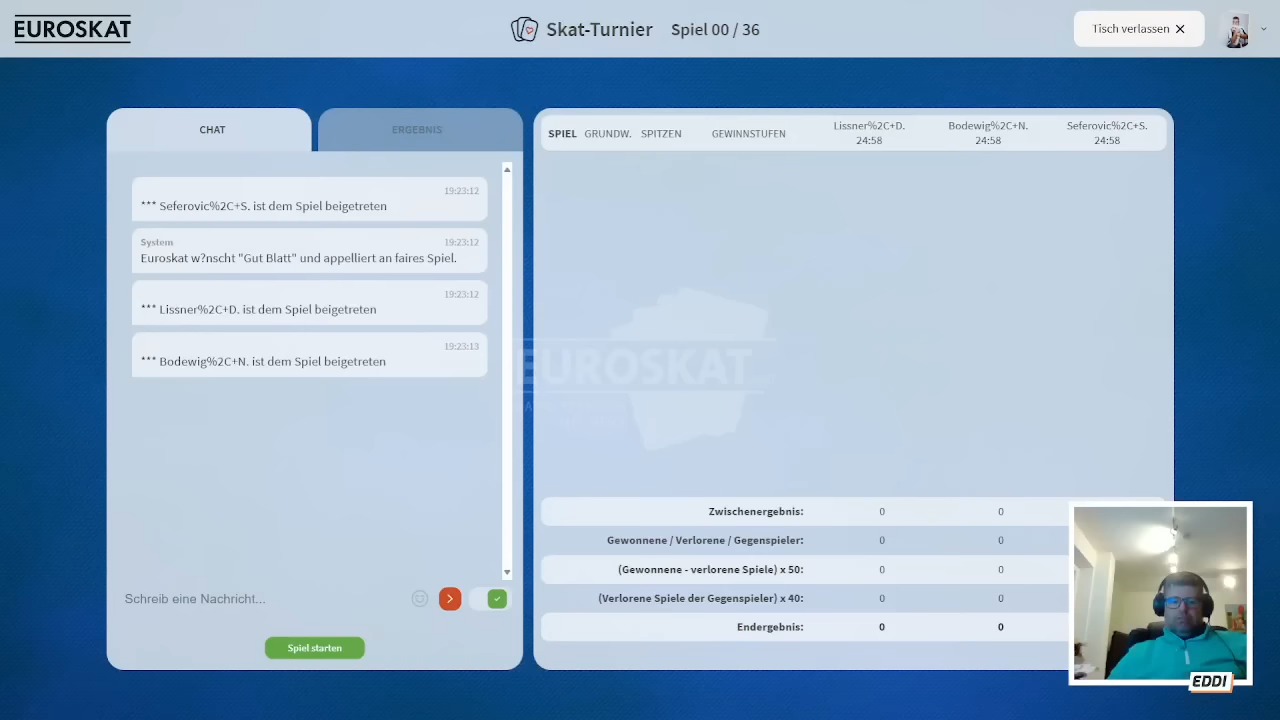 EUROSKAT
Skat-Turnier Spiel 00 / 36
Tisch verlassen
CHAT
ERGEBNIS
19:23:12
*** Seferovic%2C+S. ist dem Spiel beigetreten
System 19:23:12
Euroskat w?nscht "Gut Blatt" und appelliert an faires Spiel.
19:23:12
*** Lissner%2C+D. ist dem Spiel beigetreten
19:23:13
*** Bodewig%2C+N. ist dem Spiel beigetreten
Schreib eine Nachricht...
Spiel starten
SPIEL GRUNDW. SPITZEN GEWINNSTUFEN
Lissner%2C+D.
24:58
Bodewig%2C+N.
24:58
Seferovic%2C+S.
24:58
EUROSKAT
Zwischenergebnis: 0 0
Gewonnene / Verlorene / Gegenspieler: 0 0
(Gewonnene - verlorene Spiele) x 50: 0 0
(Verlorene Spiele der Gegenspieler) x 40: 0 0
Endergebnis: 0 0
EDDI